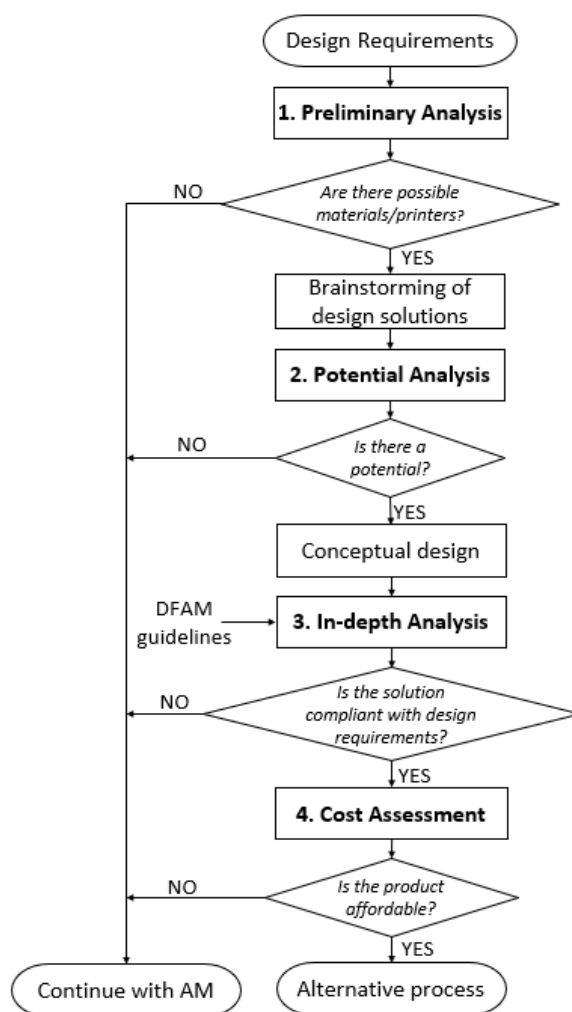 Design Requirements
1. Preliminary Analysis
NO
Are there possible
materials/printers?
YES
Brainstorming of
design solutions
2. Potential Analysis
NO
Is there a
potential?
YES
Conceptual design
DFAM
guidelines
3. In-depth Analysis
NO
Is the solution
compliant with design
requirements?
YES
4. Cost Assessment
NO
Is the product
affordable?
YES
Continue with AM
Alternative process